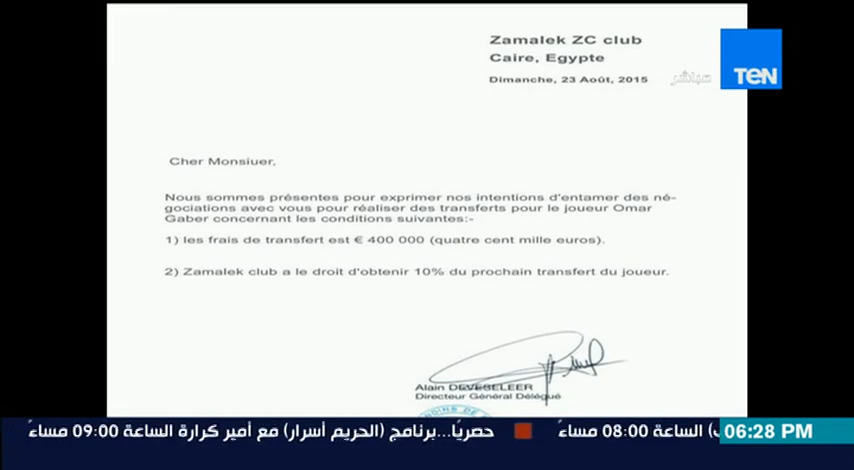 Zamalek ZC club
Caire, Egypte
Dimanche, 23 Août, 2015
مباشر
TEN
Cher Monsiuer,
Nous sommes présentes pour exprimer nos intentions d'entamer des né-
gociations avec vous pour réaliser des transferts pour le joueur Omar
Gaber concernant les conditions suivantes:-
1) les frais de transfert est € 400 000 (quatre cent mille euros).
2) Zamalek club a le droit d'obtenir 10% du prochain transfert du joueur.
Alain DEVESELEER
Directeur Général Délégué
الساعة 08:00 مساءً
حصريًا...برنامج (الحريم أسرار) مع أمير كرارة الساعة 09:00 مساءً
06:28 PM